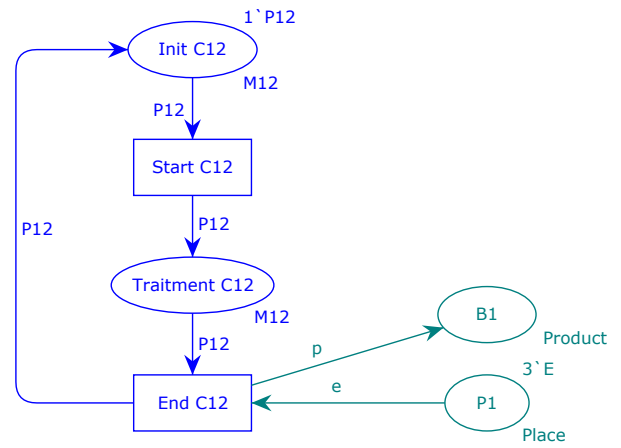 1`P12
Init C12
M12
P12
Start C12
P12
P12
Traitment C12
M12
B1
Product
P12
p
3`E
e
End C12
P1
Place